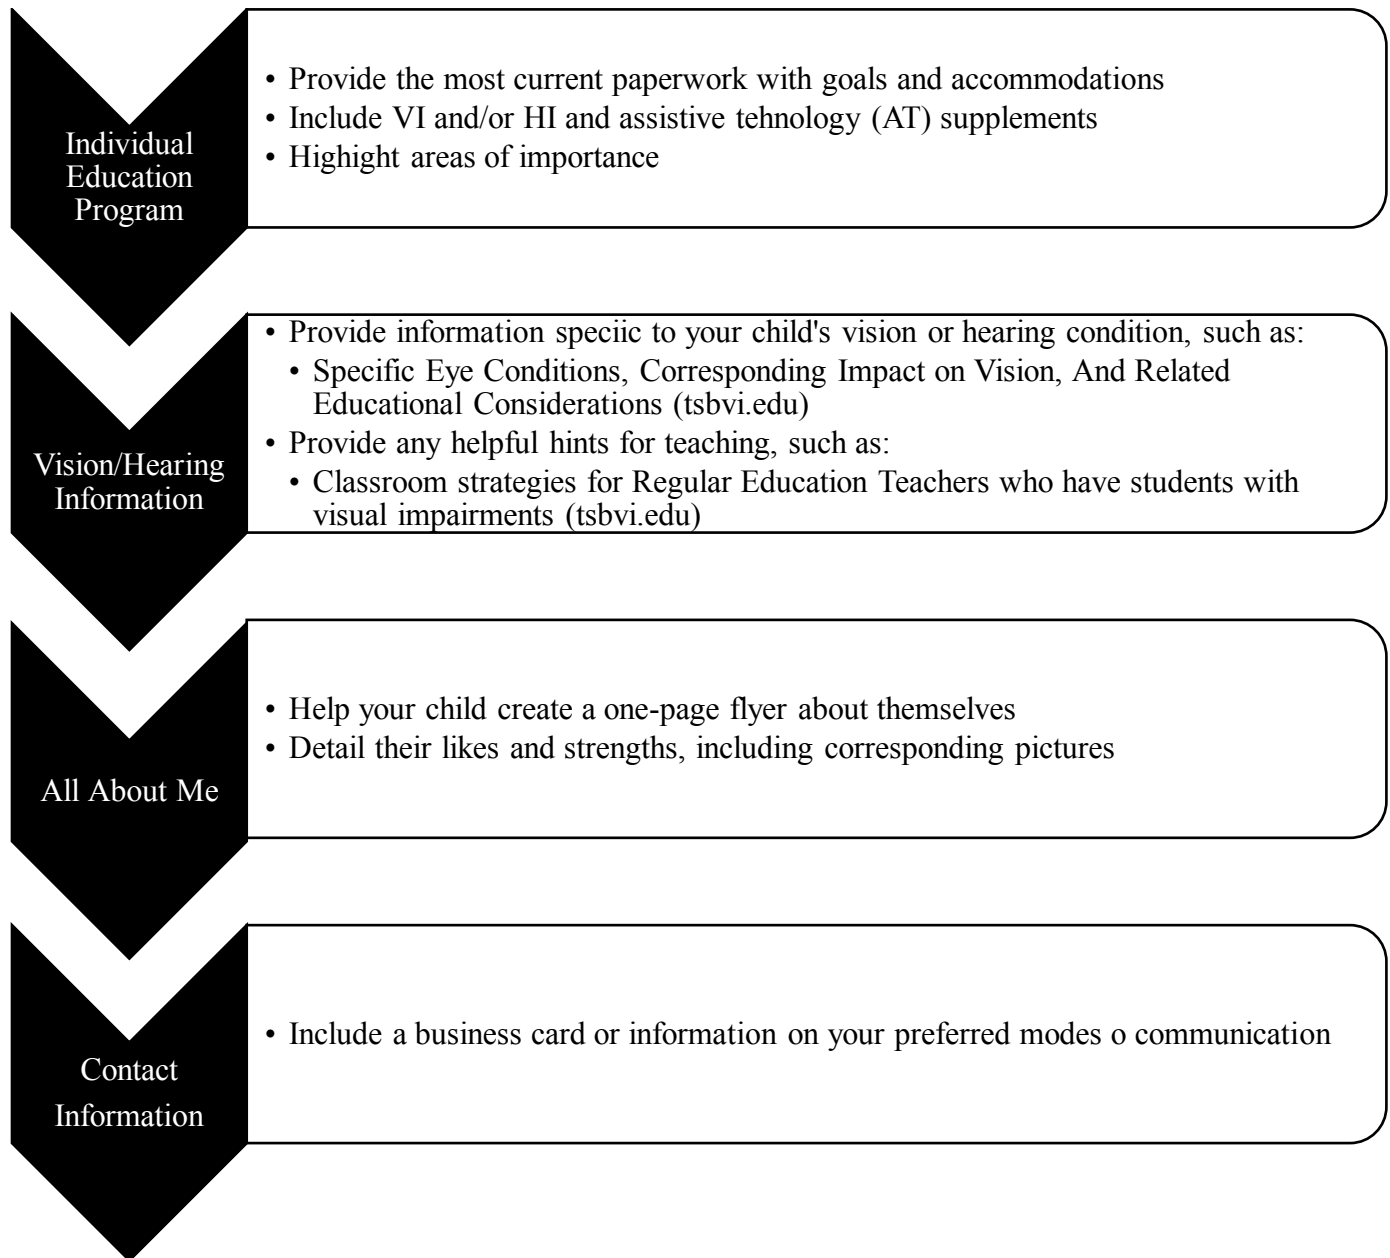 Individual
Education
Program
• Provide the most current paperwork with goals and accommodations
• Include VI and/or HI and assistive tehnology (AT) supplements
• Highight areas of importance
Vision/Hearing
Information
• Provide information speciic to your child's vision or hearing condition, such as:
• Specific Eye Conditions, Corresponding Impact on Vision, And Related
Educational Considerations (tsbvi.edu)
• Provide any helpful hints for teaching, such as:
• Classroom strategies for Regular Education Teachers who have students with
visual impairments (tsbvi.edu)
All About Me
• Help your child create a one-page flyer about themselves
• Detail their likes and strengths, including corresponding pictures
Contact
Information
• Include a business card or information on your preferred modes o communication